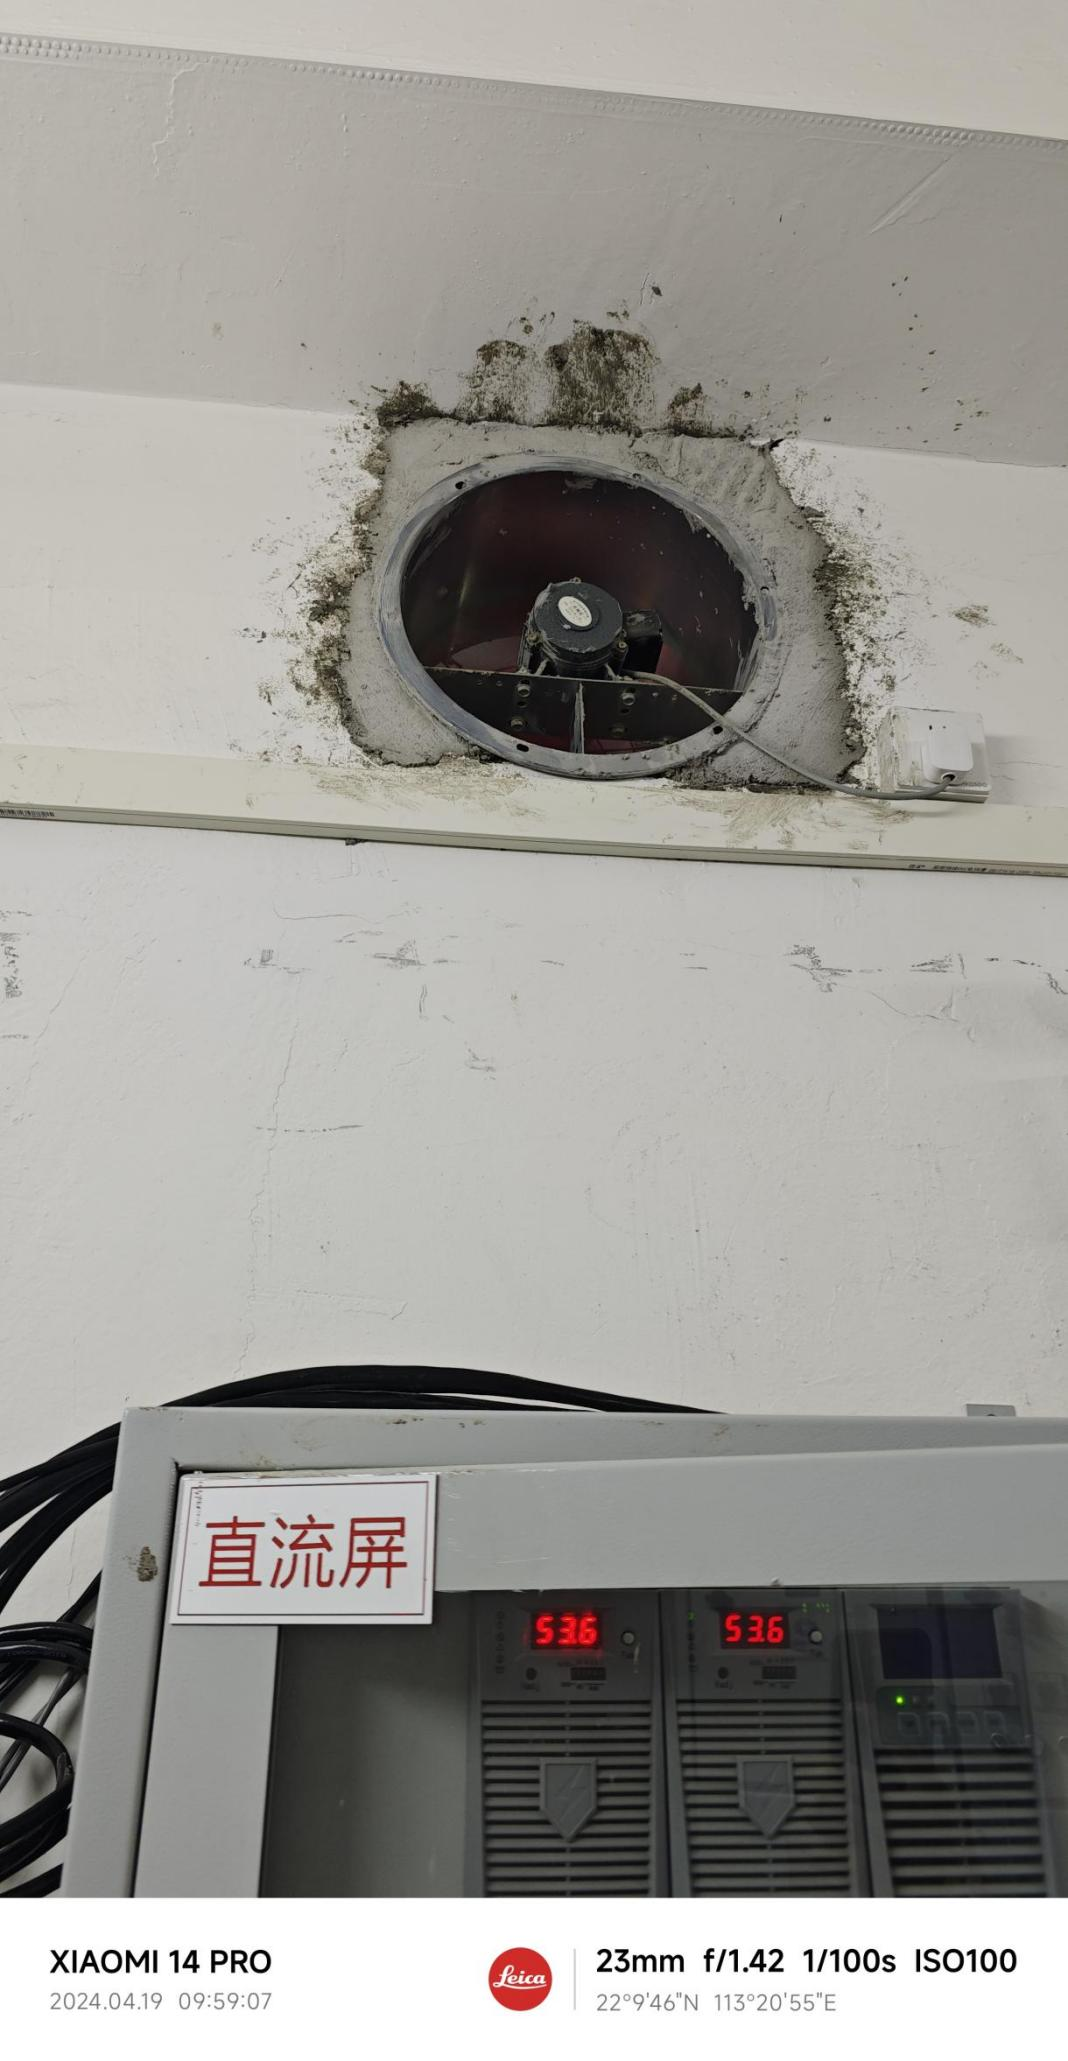 直流屏
53.6
53.6
XIAOMI 14 PRO
2024.04.19 09:59:07
Leica
23mm f/1.42 1/100s ISO100
22°9'46"N 113°20'55"E